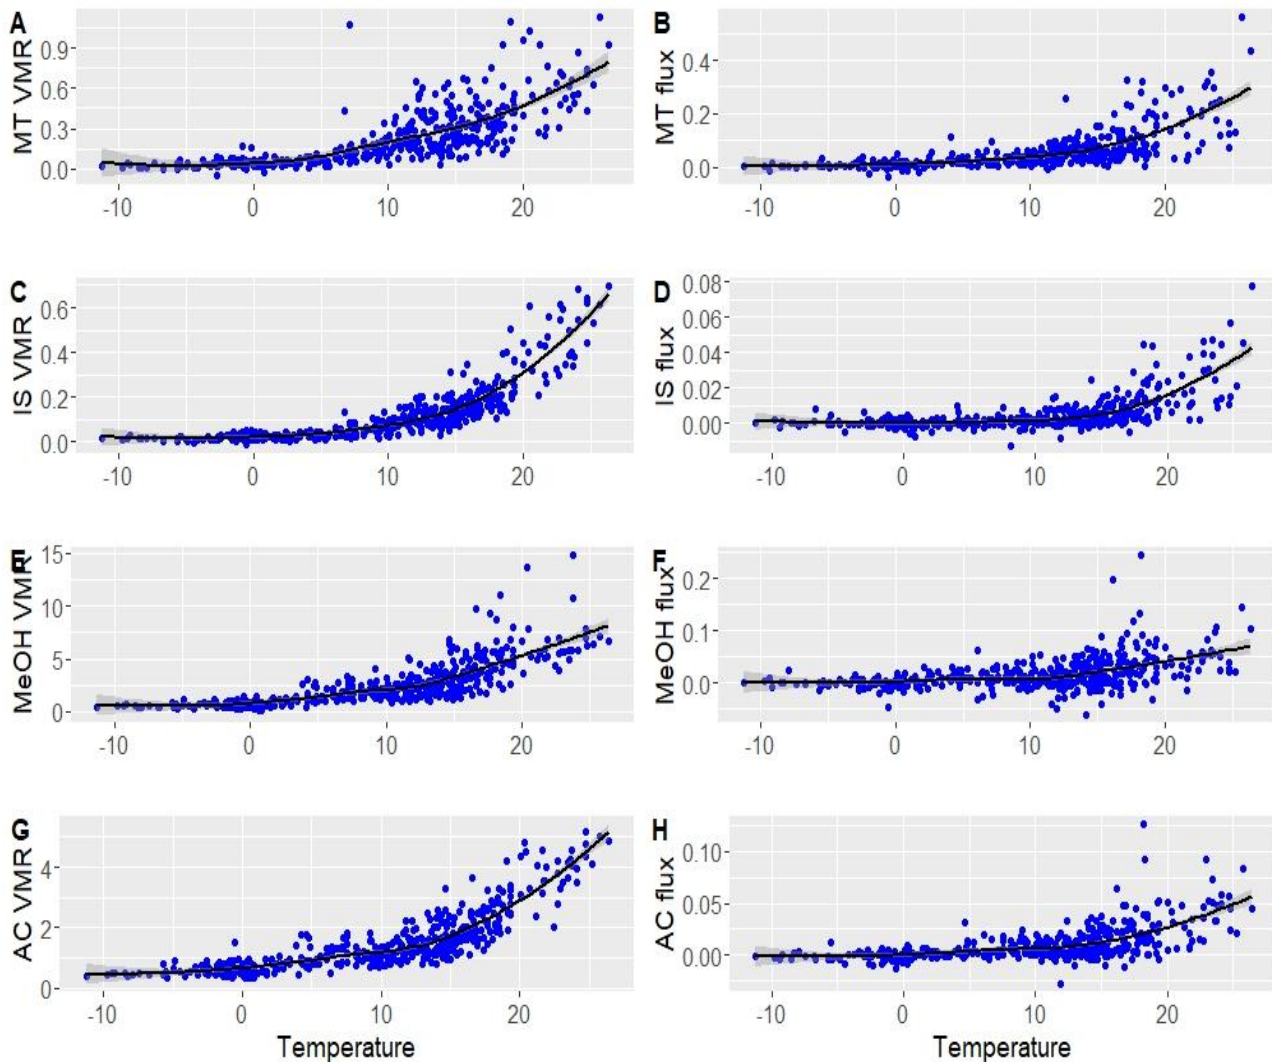 A
MT VMR
0.9
0.6
0.3
0.0
-10 0 10 20
B
MT flux
0.4
0.2
0.0
-10 0 10 20
C
IS VMR
0.6
0.4
0.2
0.0
-10 0 10 20
D
IS flux
0.08
0.06
0.04
0.02
0.00
-10 0 10 20
E
MeOH VMR
15
10
5
0
-10 0 10 20
F
MeOH flux
0.2
0.1
0.0
-10 0 10 20
G
AC VMR
4
2
0
-10 0 10 20
Temperature
H
AC flux
0.10
0.05
0.00
-10 0 10 20
Temperature